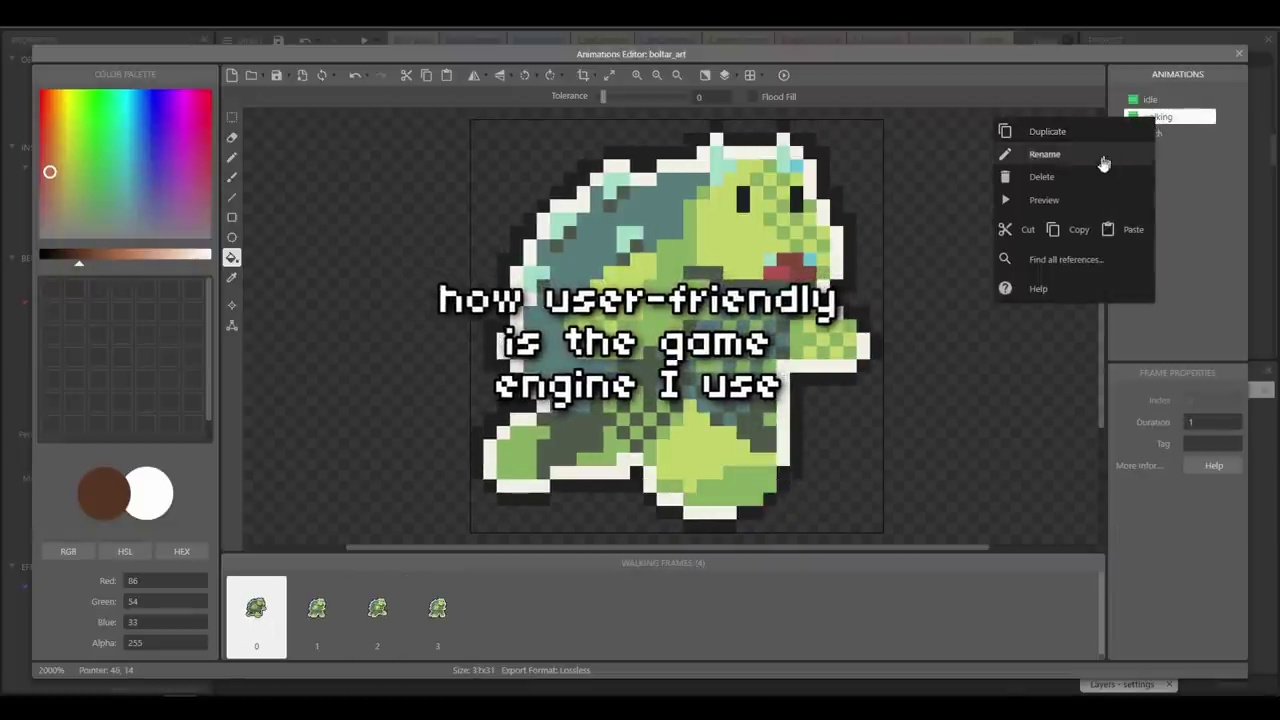 Animations Editor: boltar_art
COLOR PALETTE
ANIMATIONS
Tolerance 0 Flood Fill
idle
Duplicate
Rename
Delete
Preview
Cut Copy Paste
Find all references...
Help
how user-friendly
is the game
engine I use
FRAME PROPERTIES
Index
Duration 1
Tag
More infor... Help
RGB HSL HEX
Red: 86
Green: 54
Blue: 33
Alpha: 255
WALKING FRAMES (4)
0 1 2 3
2000% Pointer: 46, 14 Size: 31x31 Export Format: Lossless
Layers - settings